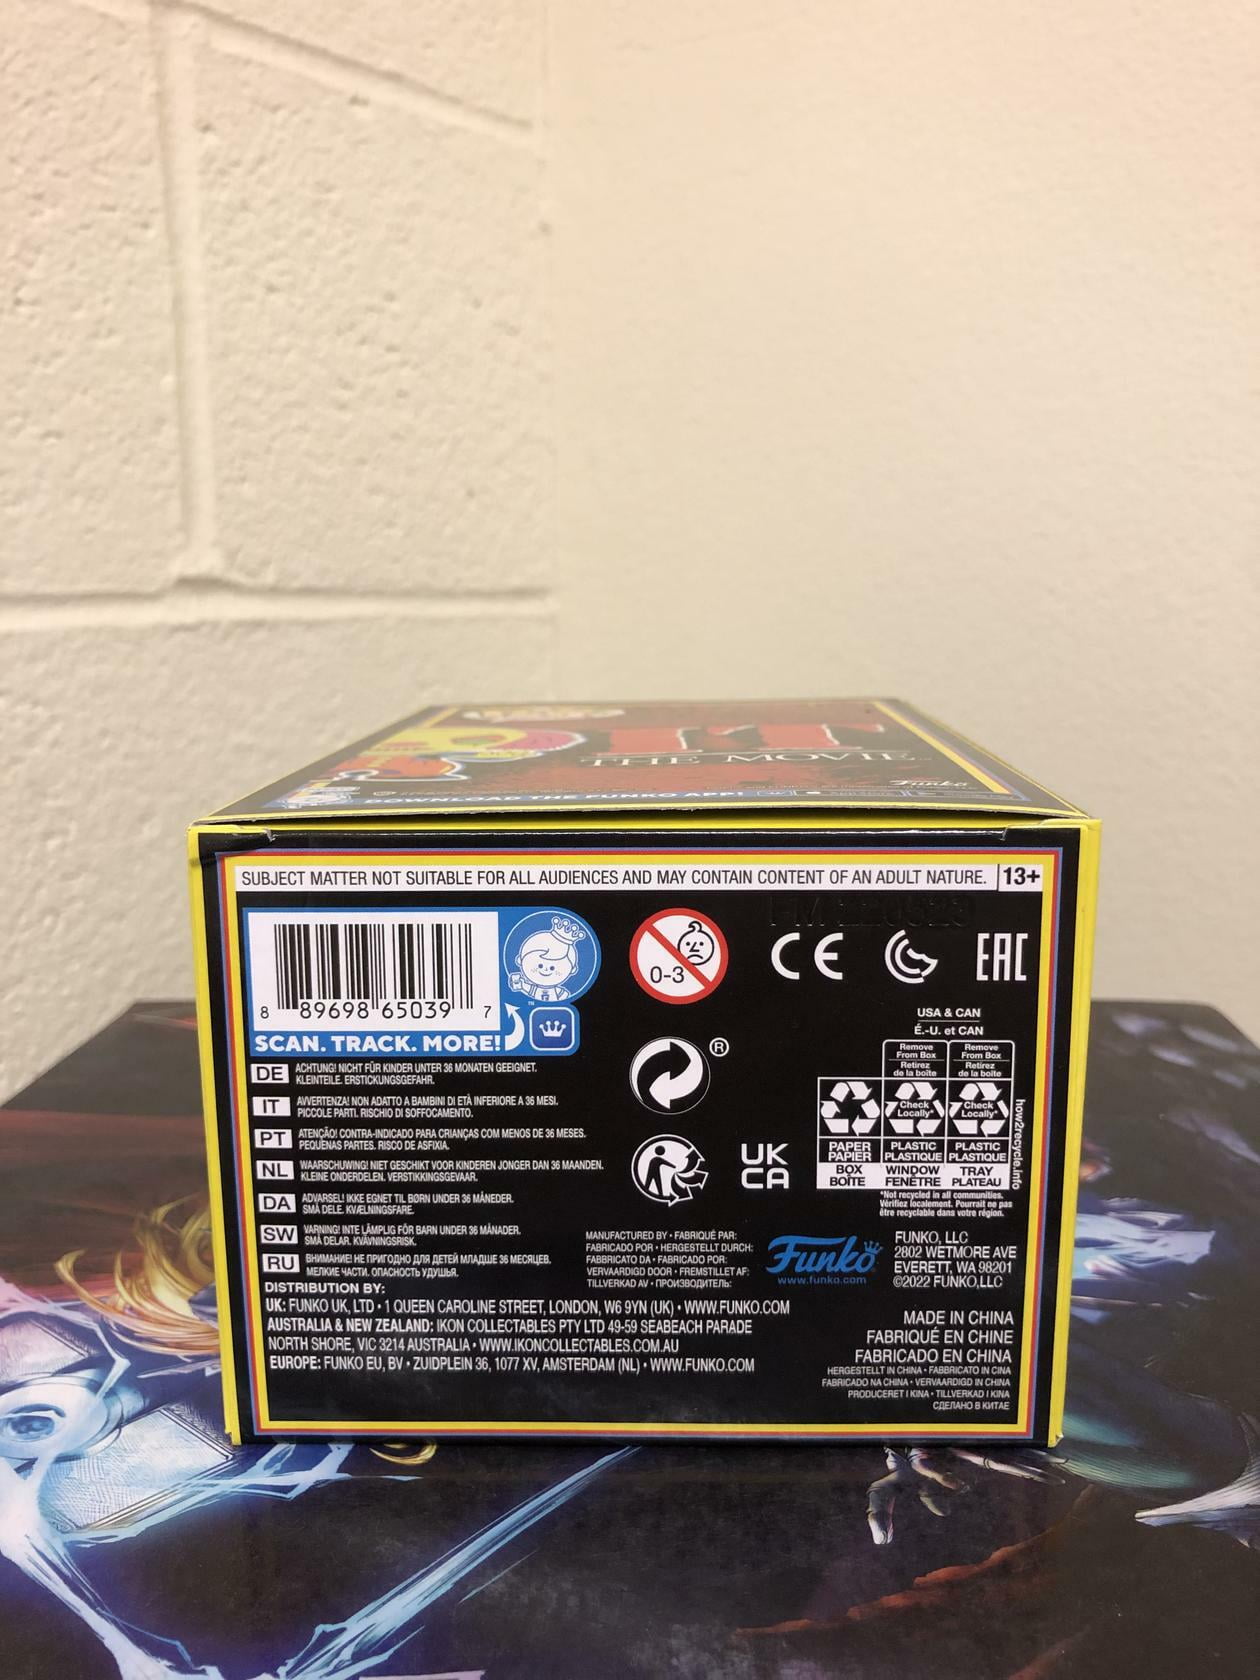 IT
THE MOVIE
Funko
DOWNLOAD THE FUNKO APP!
SUBJECT MATTER NOT SUITABLE FOR ALL AUDIENCES AND MAY CONTAIN CONTENT OF AN ADULT NATURE. 13+
8 89698 65039 7
SCAN. TRACK. MORE!
™
0-3
CE
EAC
®
UK
CA
USA & CAN
É.-U. et CAN
Remove From Box Retirez de la boîte
Remove From Box Retirez de la boîte
Check Locally*
Check Locally*
PAPER PAPIER
PLASTIC PLASTIQUE
PLASTIC PLASTIQUE
BOX BOÎTE
WINDOW FENÊTRE
TRAY PLATEAU
how2recycle.info
*Not recycled in all communities.
Vérifiez localement. Pourrait ne pas
être recyclable dans votre région.
DE ACHTUNG! NICHT FÜR KINDER UNTER 36 MONATEN GEEIGNET.
KLEINTEILE. ERSTICKUNGSGEFAHR.
IT AVVERTENZA! NON ADATTO A BAMBINI DI ETÀ INFERIORE A 36 MESI.
PICCOLE PARTI. RISCHIO DI SOFFOCAMENTO.
PT ATENÇÃO! CONTRA-INDICADO PARA CRIANÇAS COM MENOS DE 36 MESES.
PEQUENAS PARTES. RISCO DE ASFIXIA.
NL WAARSCHUWING! NIET GESCHIKT VOOR KINDEREN JONGER DAN 36 MAANDEN.
KLEINE ONDERDELEN. VERSTIKKINGSGEVAAR.
DA ADVARSEL! IKKE EGNET TIL BØRN UNDER 36 MÅNEDER.
SMÅ DELE. KVÆLNINGSFARE.
SW VARNING! INTE LÄMPLIG FÖR BARN UNDER 36 MÅNADER.
SMÅ DELAR. KVÄVNINGSRISK.
RU ВНИМАНИЕ! НЕ ПРИГОДНО ДЛЯ ДЕТЕЙ МЛАДШЕ 36 МЕСЯЦЕВ.
МЕЛКИЕ ЧАСТИ. ОПАСНОСТЬ УДУШЬЯ.
MANUFACTURED BY • FABRIQUÉ PAR:
FABRICADO POR • HERGESTELLT DURCH:
FABBRICATO DA • FABRICADO POR:
VERVAARDIGD DOOR • FREMSTILLET AF:
TILLVERKAD AV • ПРОИЗВОДИТЕЛЬ:
Funko
www.funko.com
FUNKO, LLC
2802 WETMORE AVE
EVERETT, WA 98201
©2022 FUNKO,LLC
DISTRIBUTION BY:
UK: FUNKO UK, LTD • 1 QUEEN CAROLINE STREET, LONDON, W6 9YN (UK) • WWW.FUNKO.COM
AUSTRALIA & NEW ZEALAND: IKON COLLECTABLES PTY LTD 49-59 SEABEACH PARADE
NORTH SHORE, VIC 3214 AUSTRALIA • WWW.IKONCOLLECTABLES.COM.AU
EUROPE: FUNKO EU, BV • ZUIDPLEIN 36, 1077 XV, AMSTERDAM (NL) • WWW.FUNKO.COM
MADE IN CHINA
FABRIQUÉ EN CHINE
FABRICADO EN CHINA
HERGESTELLT IN CHINA • FABBRICATO IN CINA
FABRICADO NA CHINA • VERVAARDIGD IN CHINA
PRODUCERET I KINA • TILLVERKAD I KINA
СДЕЛАНО В КИТАЕ